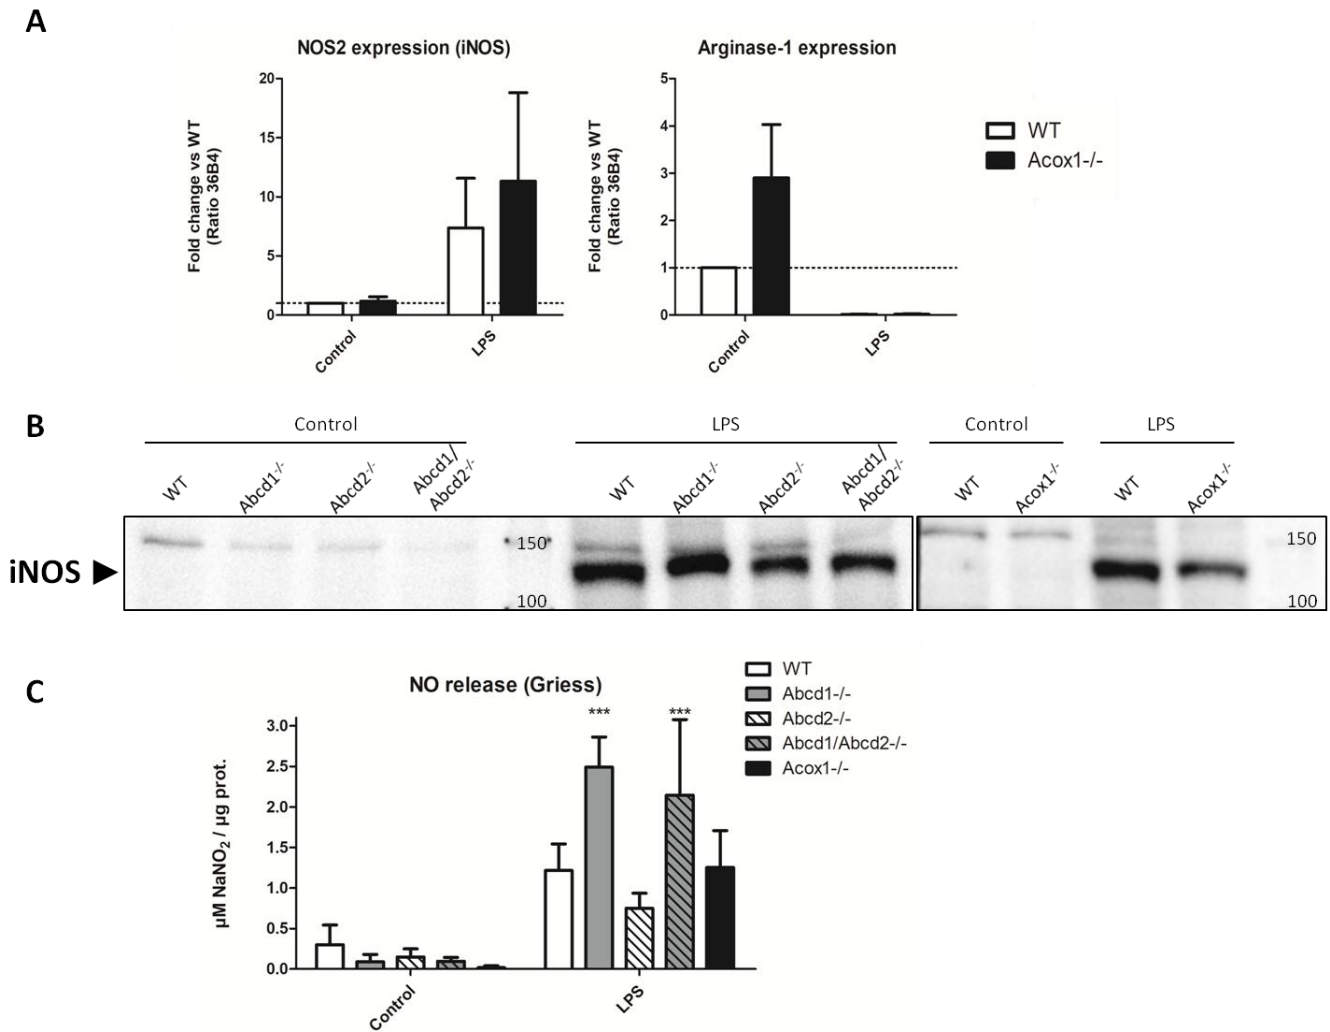 A
NOS2 expression (iNOS)
Fold change vs WT
(Ratio 36B4)
20
15
10
5
0
Control
LPS
Arginase-1 expression
Fold change vs WT
(Ratio 36B4)
5
4
3
2
1
0
Control
LPS
WT
Acox1-/-
B
Control
LPS
Control
LPS
WT
Abcd1-/-
Abcd2-/-
Abcd1/
Abcd2-/-
WT
Abcd1-/-
Abcd2-/-
Abcd1/
Abcd2-/-
WT
Acox1-/-
WT
Acox1-/-
iNOS
150
100
150
100
C
NO release (Griess)
µM NaNO2 / µg prot.
3.0
2.5
2.0
1.5
1.0
0.5
0.0
***
***
Control
LPS
WT
Abcd1-/-
Abcd2-/-
Abcd1/Abcd2-/-
Acox1-/-